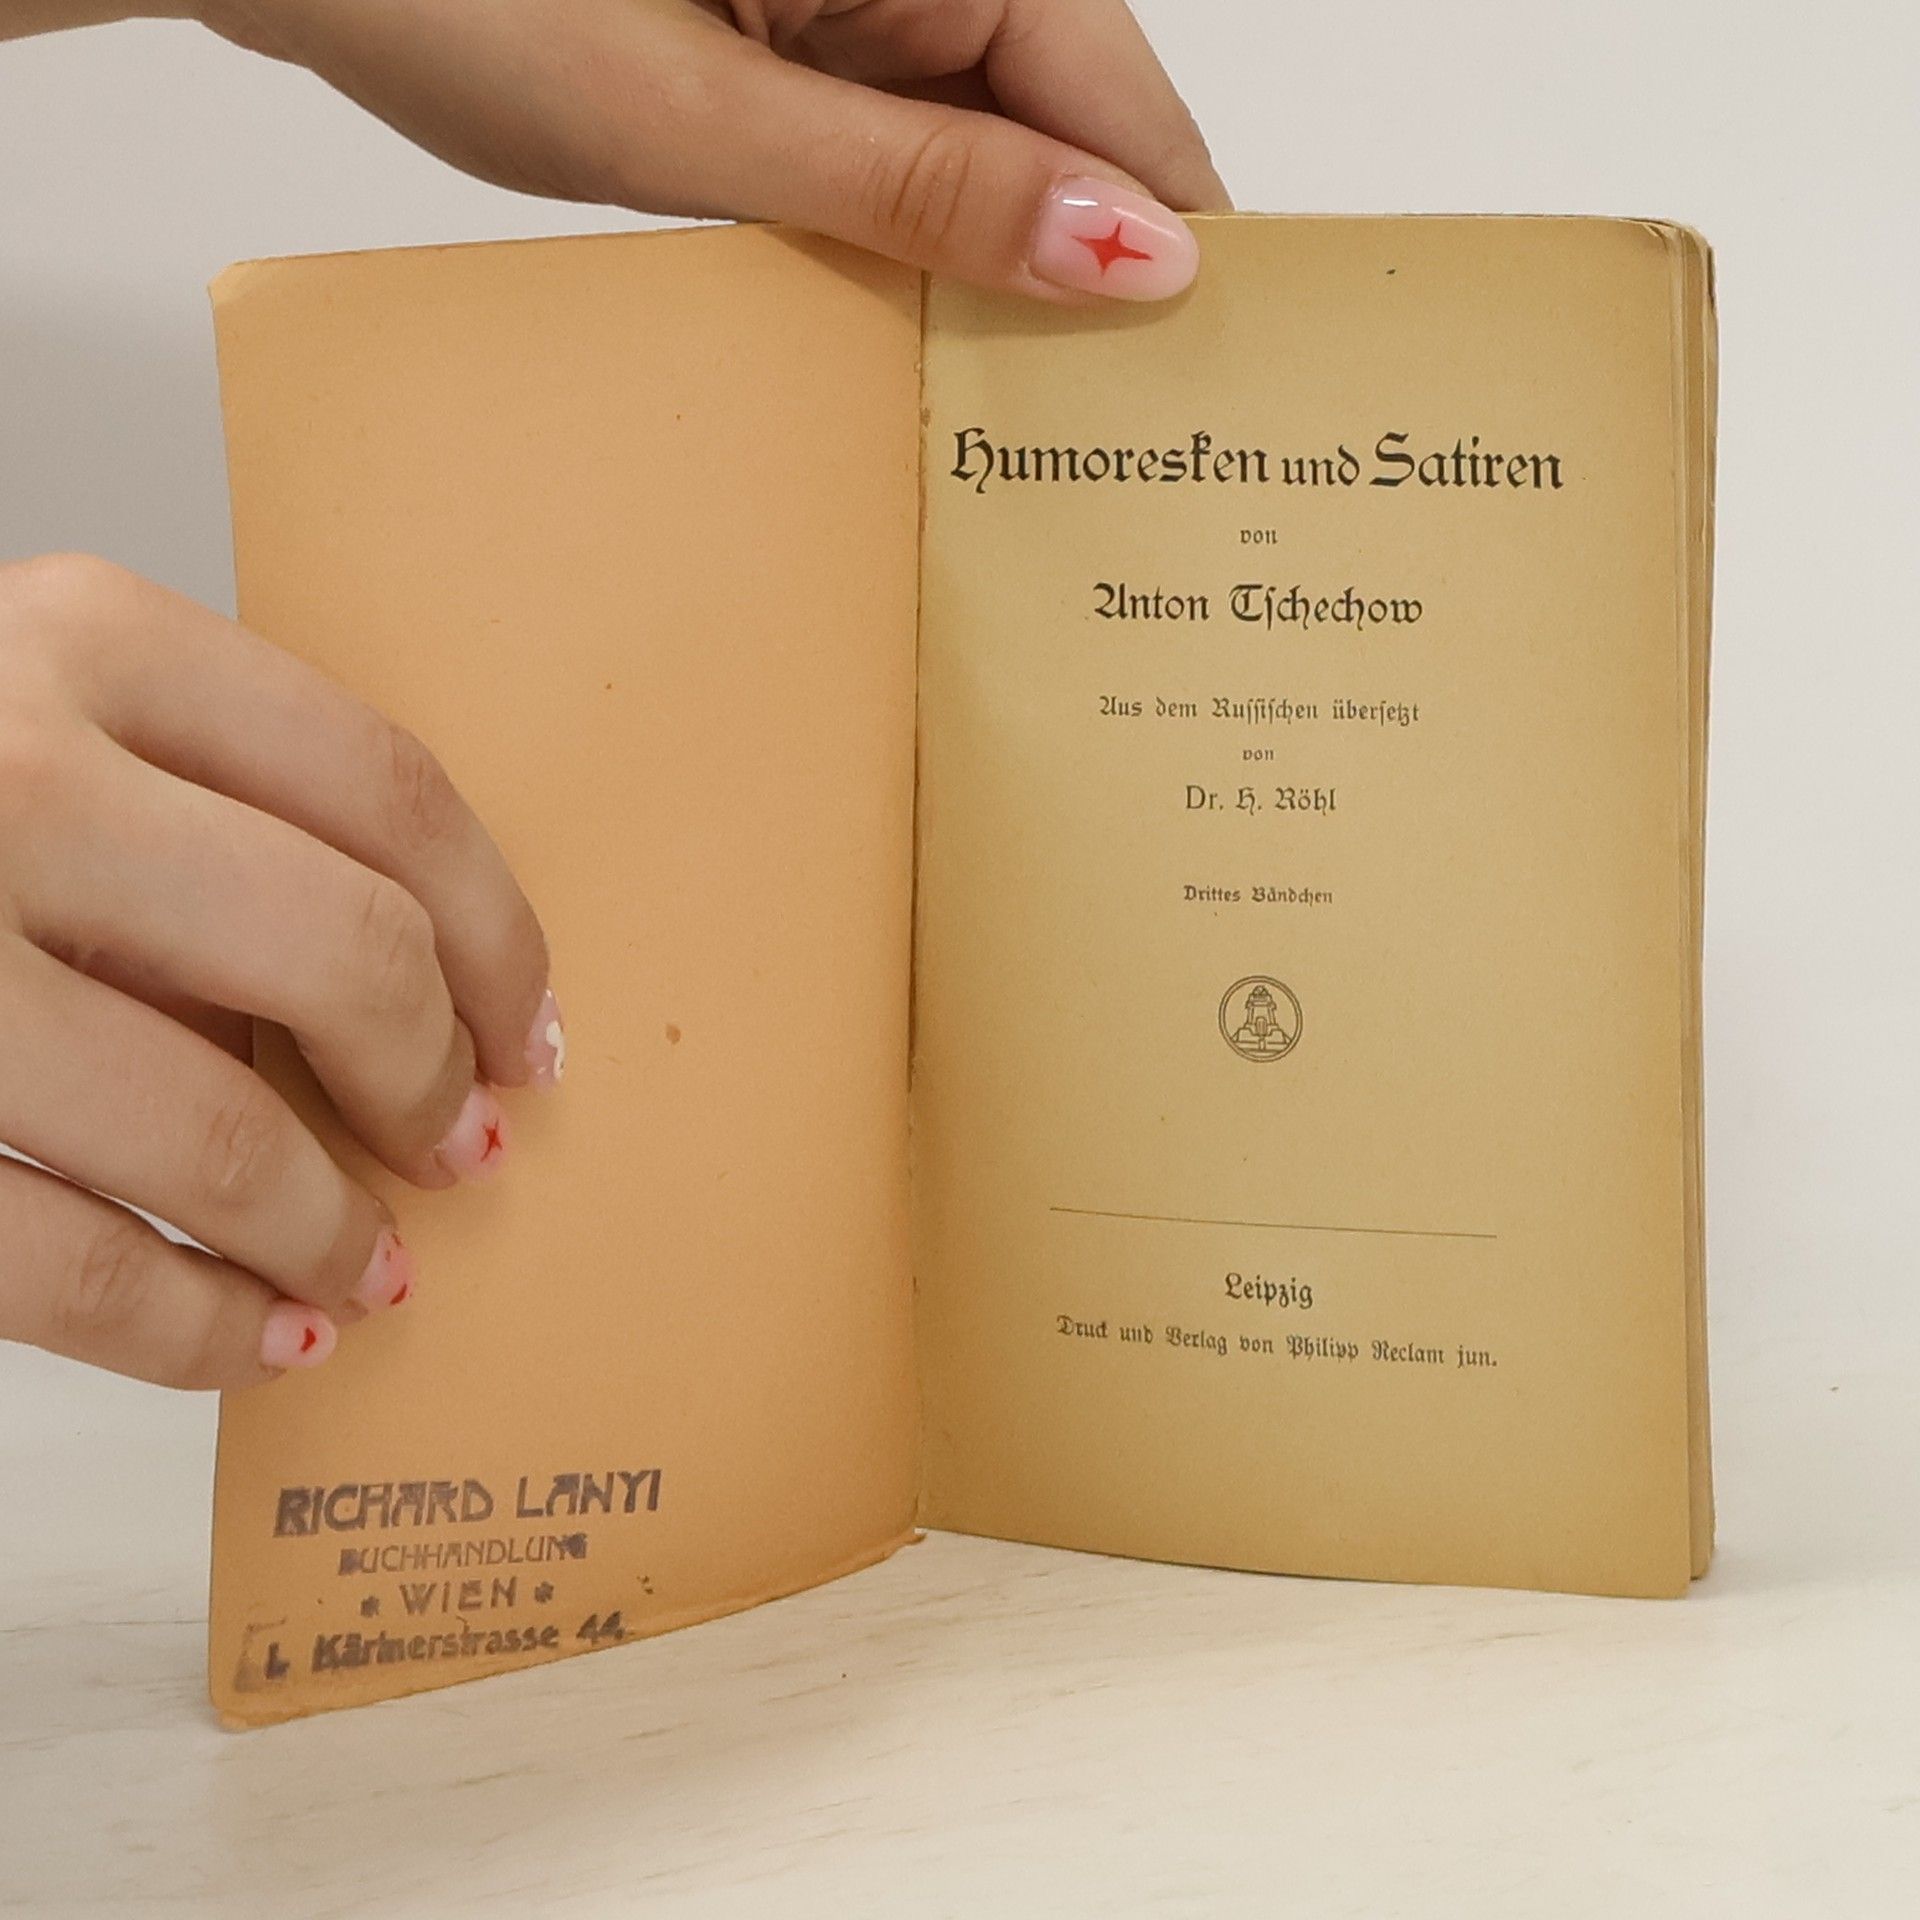 RICHARD LANYI
BUCHHANDLUNG
* WIEN *
I. Kärtnerstrasse 44.
Humoresken und Satiren
von
Anton Tſchechow
Aus dem Ruſſiſchen überſetzt
von
Dr. H. Röhl
Drittes Bändchen
Leipzig
Druck und Verlag von Philipp Reclam jun.